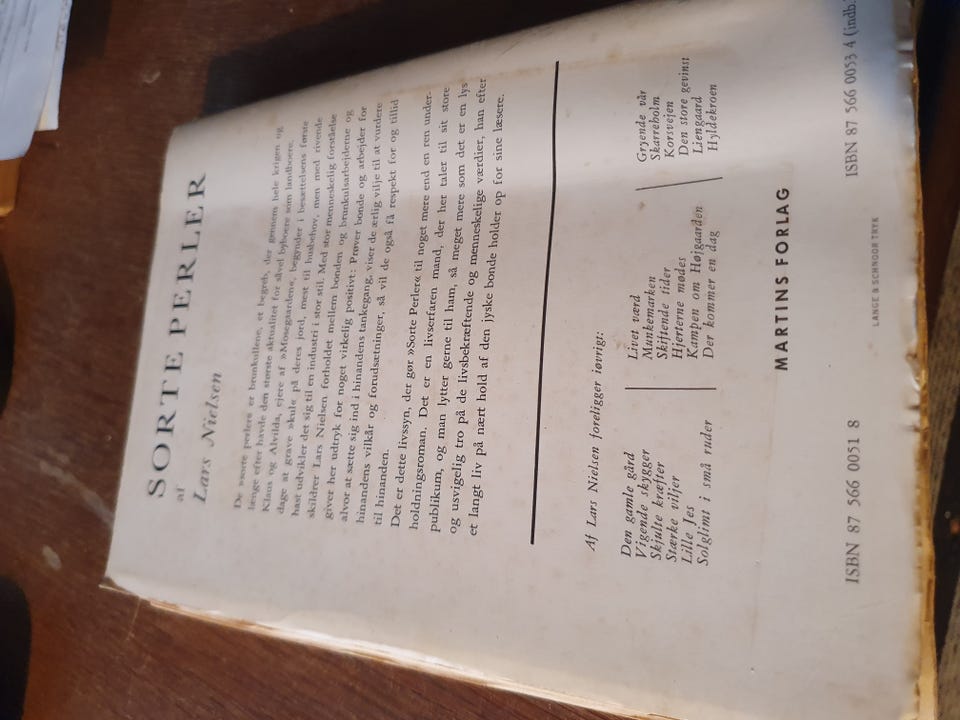 SORTE PERLER
af
Lars Nielsen
De »sorte perler« er brunkullene, et begreb, der gennem hele krigen og
længe efter havde den største aktualitet for såvel byboere som landboere.
Klaus og Alvilda, ejere af »Mosegaarden«, begynder i besættelsens første
dage at grave »kul« på deres jord, mest til husbehov, men med rivende
hast udvikler det sig til en industri i stor stil. Med stor menneskelig forståelse
skildrer Lars Nielsen forholdet mellem bonden og brunkulsarbejderne og
giver her udtryk for noget virkelig positivt: Prøver bonde og arbejder for
alvor at sætte sig ind i hinandens tankegang, viser de ærlig vilje til at vurdere
hinandens vilkår og forudsætninger, så vil de også få respekt for og tillid
til hinanden.
Det er dette livssyn, der gør »Sorte Perler« til noget mere end en ren under-
holdningsroman. Det er en livserfaren mand, der her taler til sit store
publikum, og man lytter gerne til ham, så meget mere som det er en lys
og usvigelig tro på de livsbekræftende og menneskelige værdier, han efter
et langt liv på nært hold af den jyske bonde holder op for sine læsere.
Af Lars Nielsen foreligger iøvrigt:
Den gamle gård
Vigende skygger
Skjulte kræfter
Stærke viljer
Lille Jes
Solglimt i små ruder
Livet værd
Munkemarken
Skiftende tider
Hjerterne mødes
Kampen om Højgaarden
Der kommer en dag
Gryende vår
Skarreholm
Korsvejen
Den store gevinst
Liengaard
Hyldekroen
MARTINS FORLAG
LANGE & SCHNOOR TRYK
ISBN 87 566 0051 8
ISBN 87 566 0053 4 (indb.